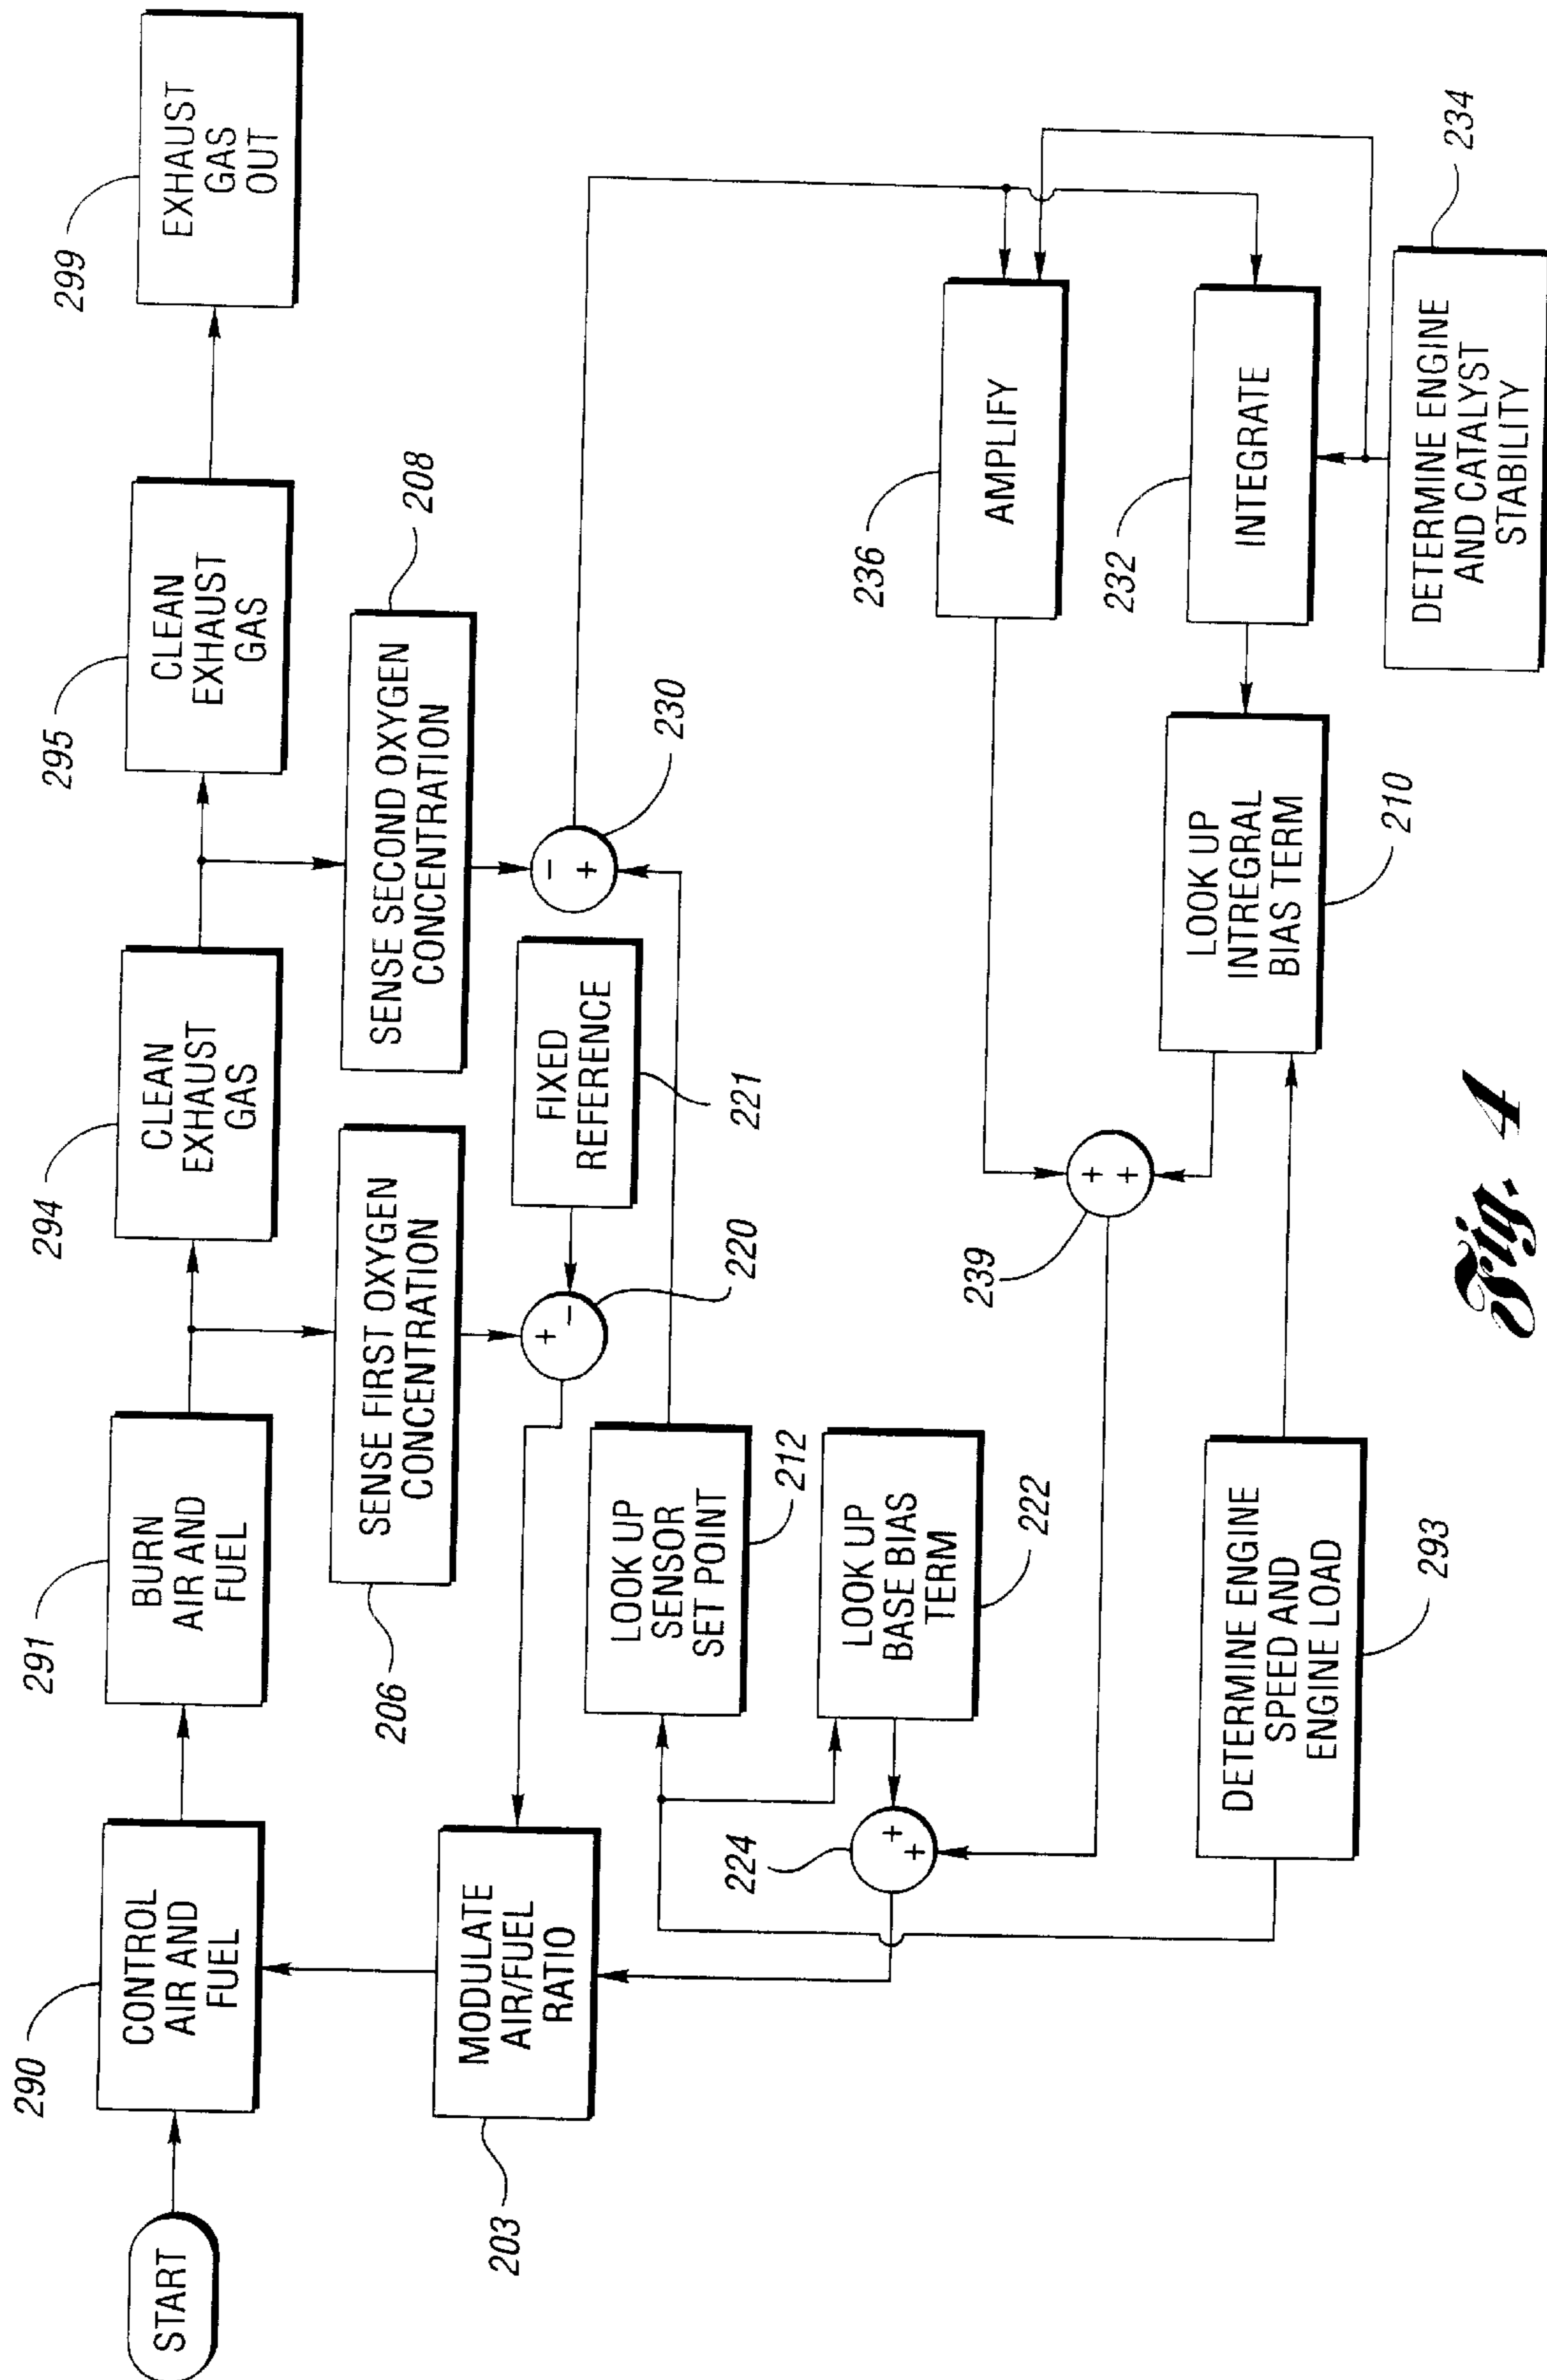 START
290
CONTROL
AIR AND
FUEL
291
BURN
AIR AND
FUEL
294
CLEAN
EXHAUST
GAS
295
CLEAN
EXHAUST
GAS
299
EXHAUST
GAS
OUT
206
SENSE FIRST OXYGEN
CONCENTRATION
208
SENSE SECOND OXYGEN
CONCENTRATION
203
MODULATE
AIR/FUEL
RATIO
+
−
220
FIXED
REFERENCE
221
−
+
230
LOOK UP
SENSOR
SET POINT
212
LOOK UP
BASE BIAS
TERM
222
224
+
+
239
+
+
236
AMPLIFY
232
INTEGRATE
LOOK UP
INTREGRAL
BIAS TERM
210
DETERMINE ENGINE
AND CATALYST
STABILITY
234
DETERMINE ENGINE
SPEED AND
ENGINE LOAD
293
Fig. 4